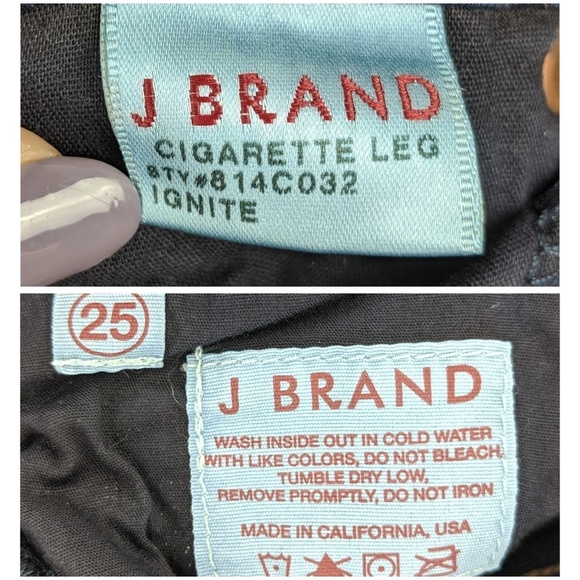 J BRAND
CIGARETTE LEG
STY#814C032
IGNITE
25
J BRAND
WASH INSIDE OUT IN COLD WATER
WITH LIKE COLORS, DO NOT BLEACH,
TUMBLE DRY LOW,
REMOVE PROMPTLY, DO NOT IRON
MADE IN CALIFORNIA, USA